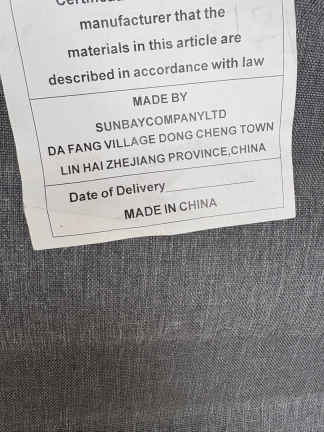 manufacturer that the
materials in this article are
described in accordance with law
MADE BY
SUNBAYCOMPANYLTD
DA FANG VILLAGE DONG CHENG TOWN
LIN HAI ZHEJIANG PROVINCE,CHINA
Date of Delivery
MADE IN CHINA